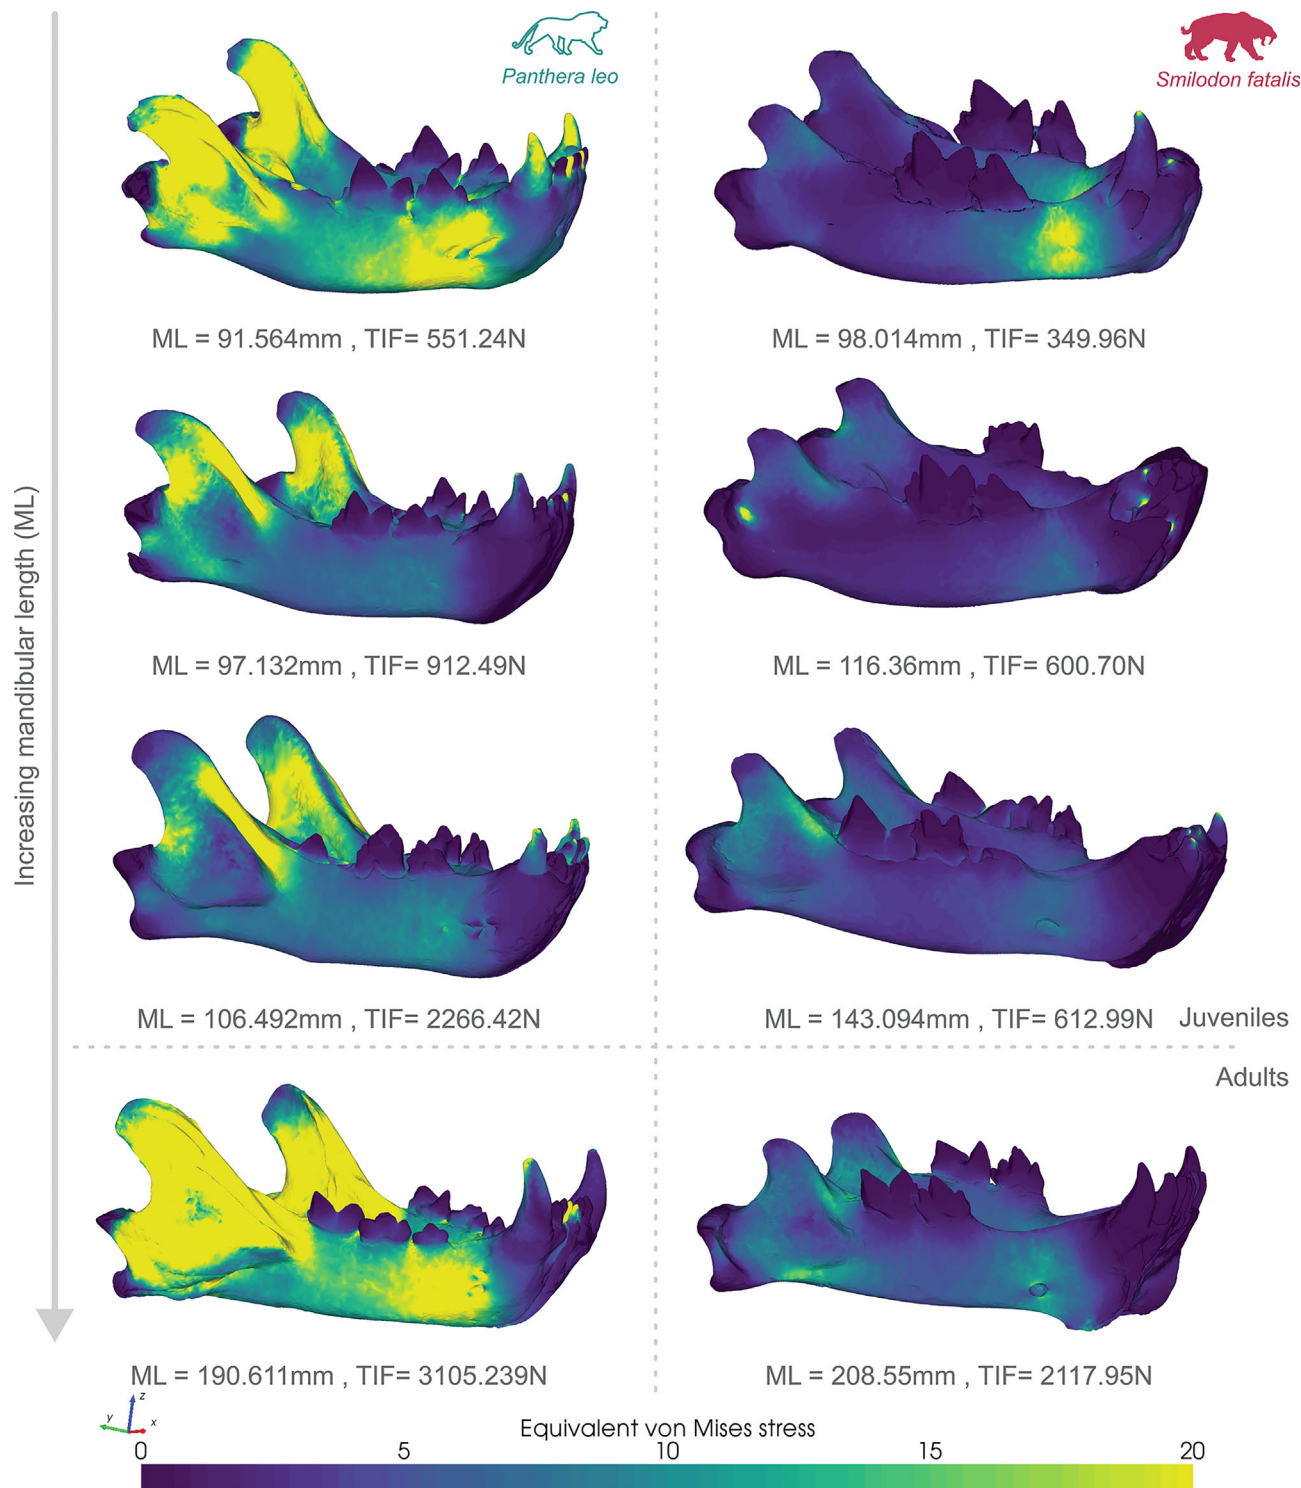 Panthera leo
Smilodon fatalis
ML = 91.564mm , TIF= 551.24N
ML = 98.014mm , TIF= 349.96N
ML = 97.132mm , TIF= 912.49N
ML = 116.36mm , TIF= 600.70N
Increasing mandibular length (ML)
ML = 106.492mm , TIF= 2266.42N
ML = 143.094mm , TIF= 612.99N
Juveniles
Adults
ML = 190.611mm , TIF= 3105.239N
ML = 208.55mm , TIF= 2117.95N
z
y
x
Equivalent von Mises stress
0 5 10 15 20